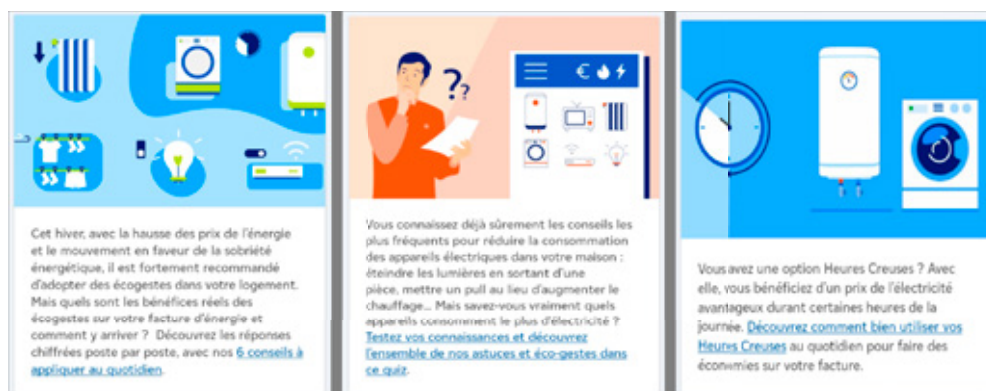 ??
€
Cet hiver, avec la hausse des prix de l'énergie
et le mouvement en faveur de la sobriété
énergétique, il est fortement recommandé
d'adopter des écogestes dans votre logement.
Mais quels sont les bénéfices réels des
écogestes sur votre facture d'énergie et
comment y arriver ? Découvrez les réponses
chiffrées poste par poste, avec nos 6 conseils à
appliquer au quotidien.
Vous connaissez déjà sûrement les conseils les
plus fréquents pour réduire la consommation
des appareils électriques dans votre maison :
éteindre les lumières en sortant d'une
pièce, mettre un pull au lieu d'augmenter le
chauffage... Mais savez-vous vraiment quels
appareils consomment le plus d'électricité ?
Testez vos connaissances et découvrez
l'ensemble de nos astuces et éco-gestes dans
ce quiz.
Vous avez une option Heures Creuses ? Avec
elle, vous bénéficiez d'un prix de l'électricité
avantageux durant certaines heures de la
journée. Découvrez comment bien utiliser vos
Heures Creuses au quotidien pour faire des
économies sur votre facture.